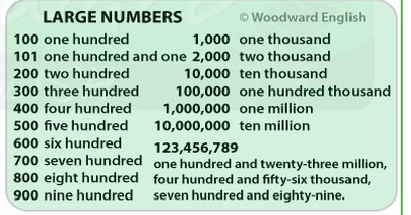 LARGE NUMBERS © Woodward English
100 one hundred 1,000 one thousand
101 one hundred and one 2,000 two thousand
200 two hundred 10,000 ten thousand
300 three hundred 100,000 one hundred thousand
400 four hundred 1,000,000 one million
500 five hundred 10,000,000 ten million
600 six hundred
700 seven hundred
800 eight hundred
900 nine hundred
123,456,789
one hundred and twenty-three million,
four hundred and fifty-six thousand,
seven hundred and eighty-nine.